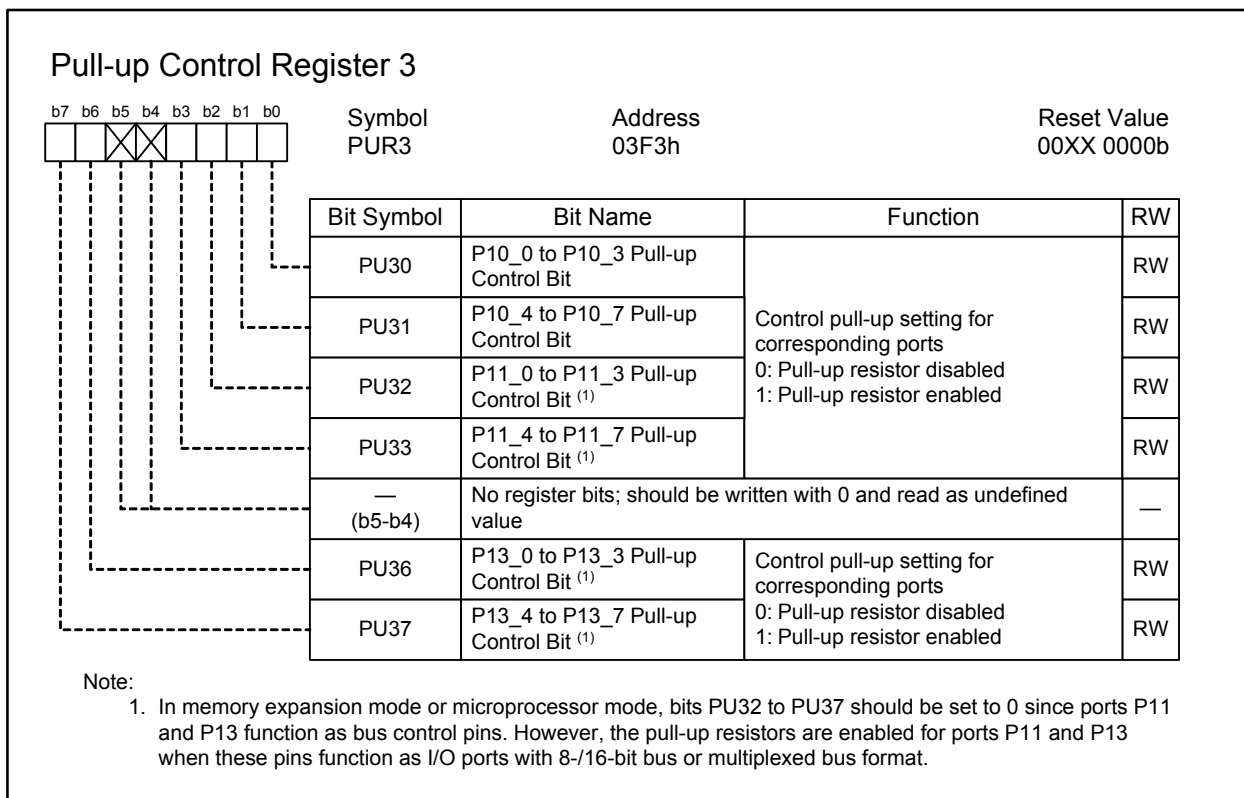 Pull-up Control Register 3
b7 b6 b5 b4 b3 b2 b1 b0
Symbol Address Reset Value
PUR3 03F3h 00XX 0000b
Bit Symbol Bit Name Function RW
PU30 P10_0 to P10_3 Pull-up
Control Bit
Control pull-up setting for
corresponding ports
0: Pull-up resistor disabled
1: Pull-up resistor enabled
RW
PU31 P10_4 to P10_7 Pull-up
Control Bit
RW
PU32 P11_0 to P11_3 Pull-up
Control Bit (1)
RW
PU33 P11_4 to P11_7 Pull-up
Control Bit (1)
RW
—
(b5-b4)
No register bits; should be written with 0 and read as undefined
value
—
PU36 P13_0 to P13_3 Pull-up
Control Bit (1)
Control pull-up setting for
corresponding ports
0: Pull-up resistor disabled
1: Pull-up resistor enabled
RW
PU37 P13_4 to P13_7 Pull-up
Control Bit (1)
RW
Note:
1. In memory expansion mode or microprocessor mode, bits PU32 to PU37 should be set to 0 since ports P11
and P13 function as bus control pins. However, the pull-up resistors are enabled for ports P11 and P13
when these pins function as I/O ports with 8-/16-bit bus or multiplexed bus format.